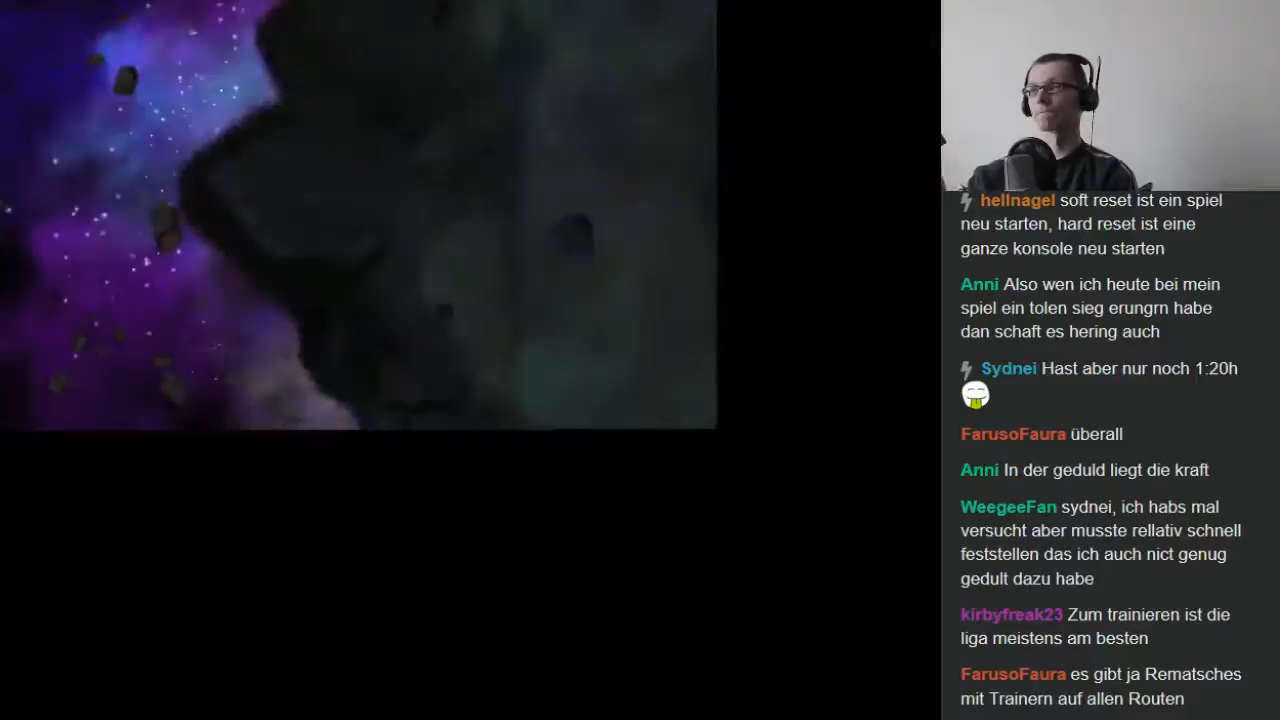 hellnagel soft reset ist ein spiel
neu starten, hard reset ist eine
ganze konsole neu starten
Anni Also wen ich heute bei mein
spiel ein tolen sieg erungrn habe
dan schaft es hering auch
Sydnei Hast aber nur noch 1:20h
FarusoFaura überall
Anni In der geduld liegt die kraft
WeegeeFan sydnei, ich habs mal
versucht aber musste rellativ schnell
feststellen das ich auch nict genug
gedult dazu habe
kirbyfreak23 Zum trainieren ist die
liga meistens am besten
FarusoFaura es gibt ja Rematsches
mit Trainern auf allen Routen